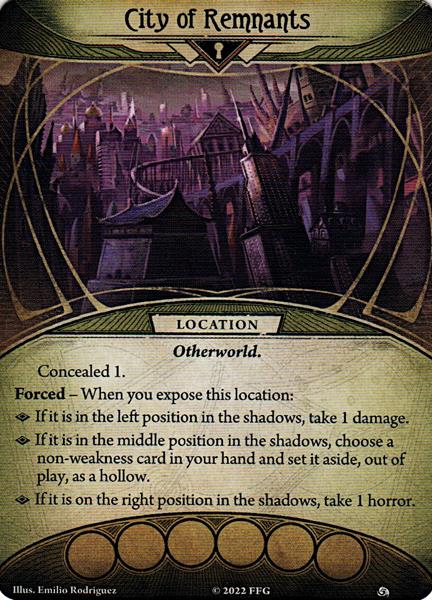 City of Remnants
LOCATION
Otherworld.
Concealed 1.
Forced – When you expose this location:
If it is in the left position in the shadows, take 1 damage.
If it is in the middle position in the shadows, choose a
non-weakness card in your hand and set it aside, out of
play, as a hollow.
If it is on the right position in the shadows, take 1 horror.
Illus. Emilio Rodriguez
© 2022 FFG